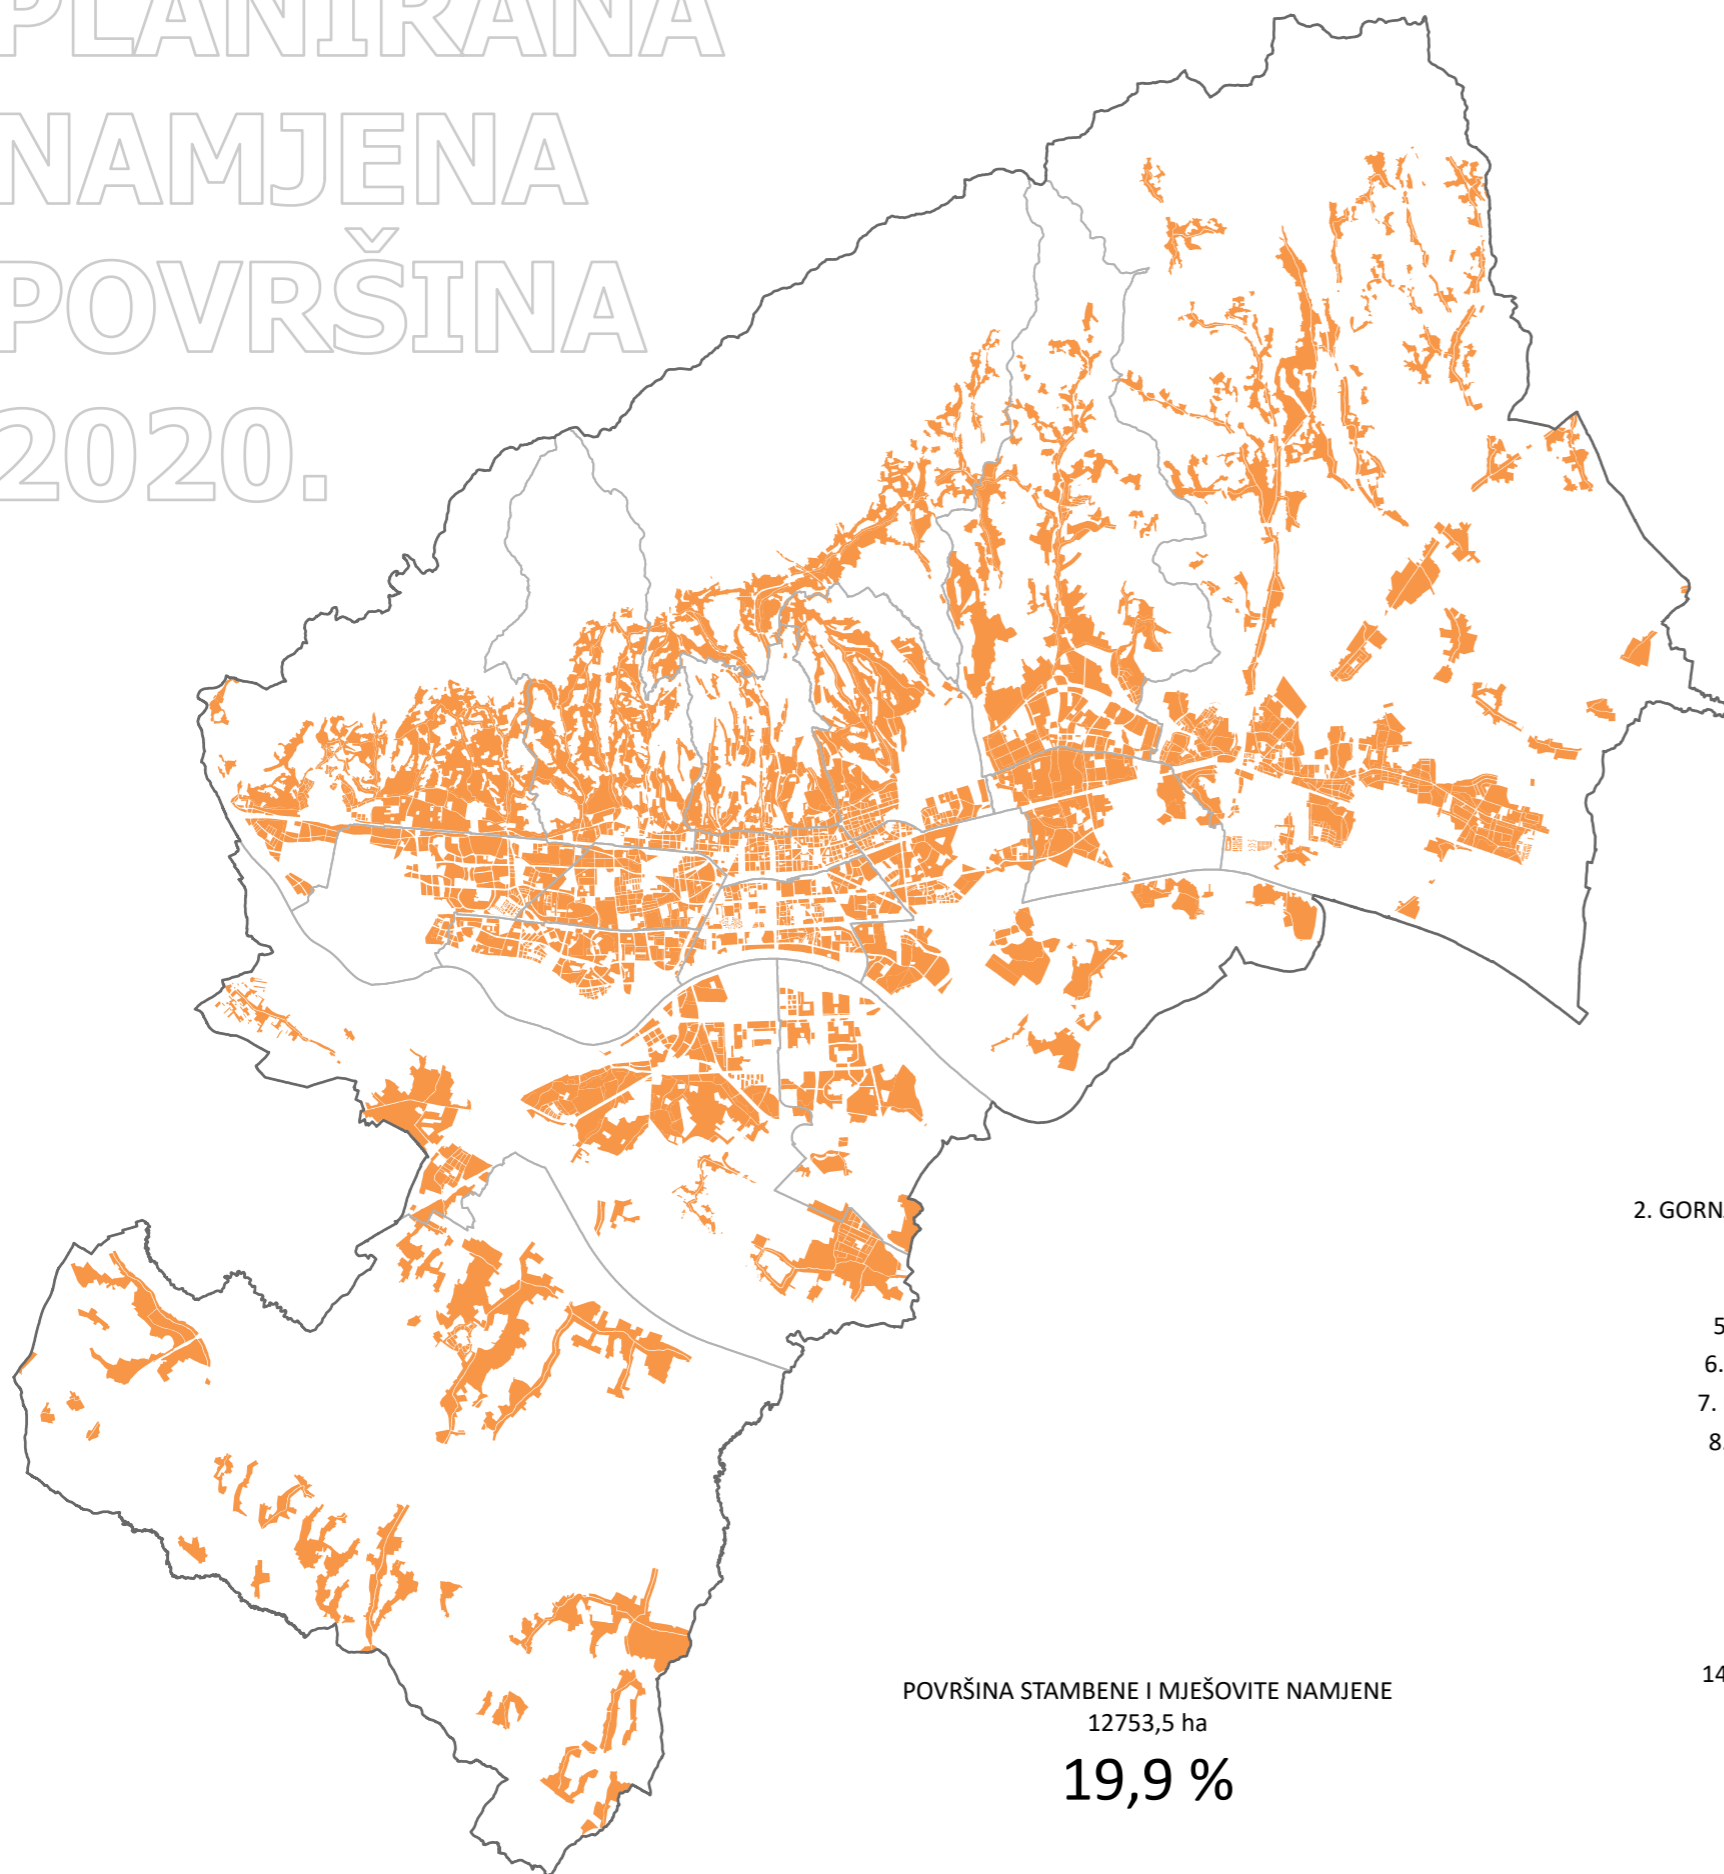 PLANIRANA
NAMJENA
POVRŠINA
2020.
2. GORN
5
6.
7.
8.
14
POVRŠINA STAMBENE I MJEŠOVITE NAMJENE
12753,5 ha
19,9 %